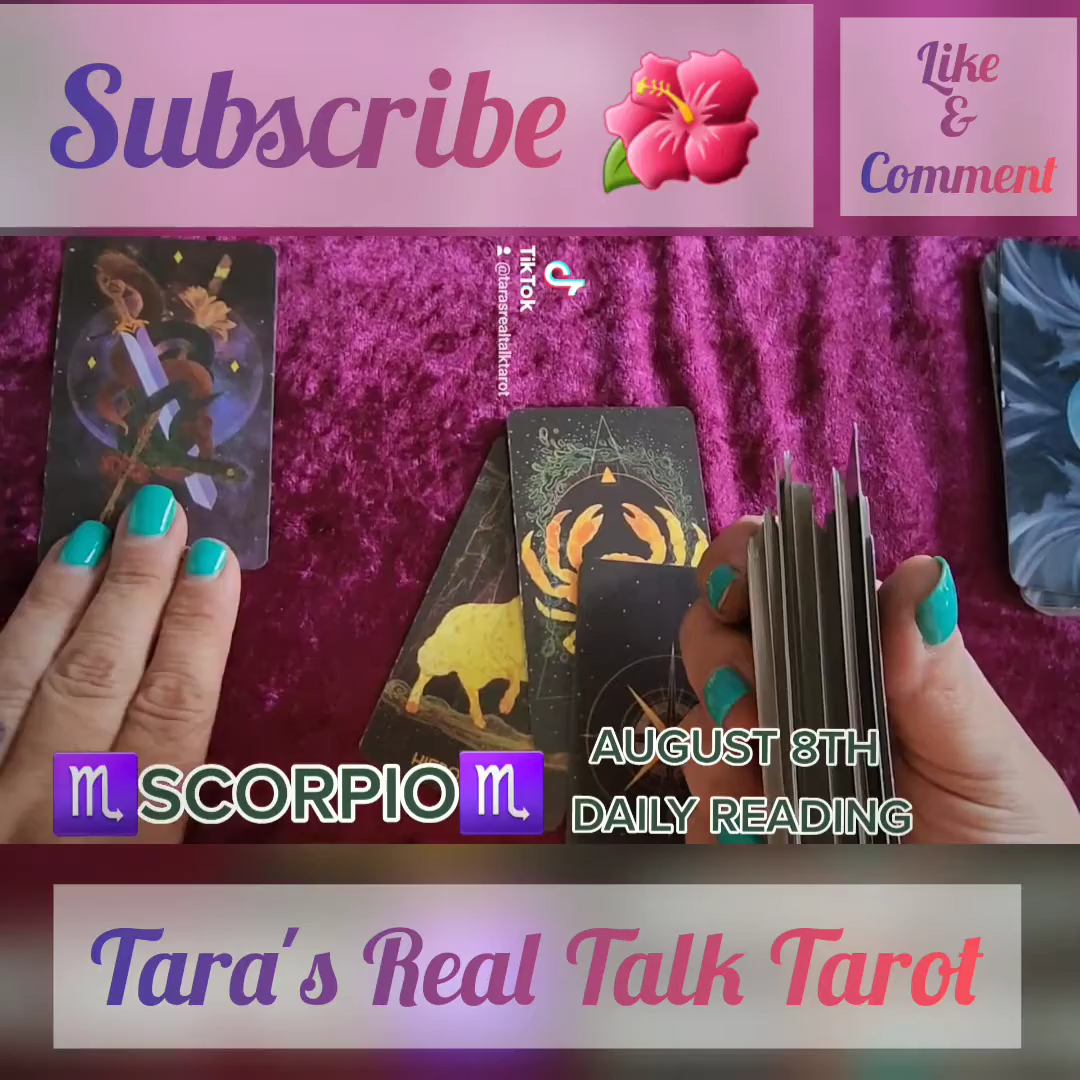 Subscribe
Like
&
Comment
TikTok
@tarasrealtalktarot
♏SCORPIO♏
AUGUST 8TH
DAILY READING
Tara's Real Talk Tarot